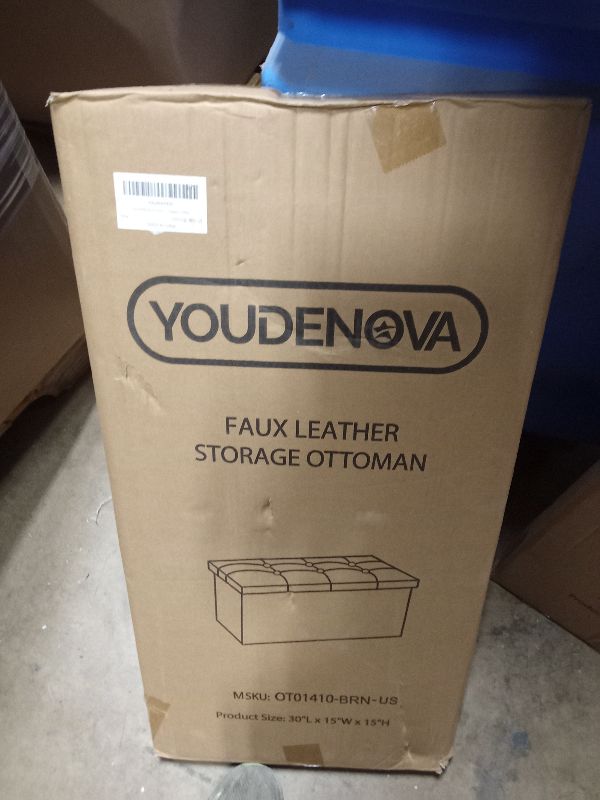 YOUDENOVA
FAUX LEATHER
STORAGE OTTOMAN
MSKU: OT01410-BRN-US
Product Size: 30"L x 15"W x 15"H